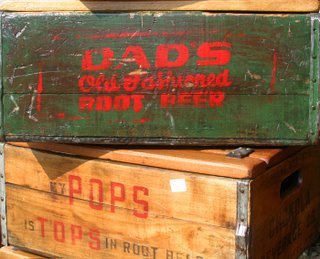 DAD'S
Old Fashioned
ROOT BEER
MY POPS
IS TOPS IN ROOT BEER